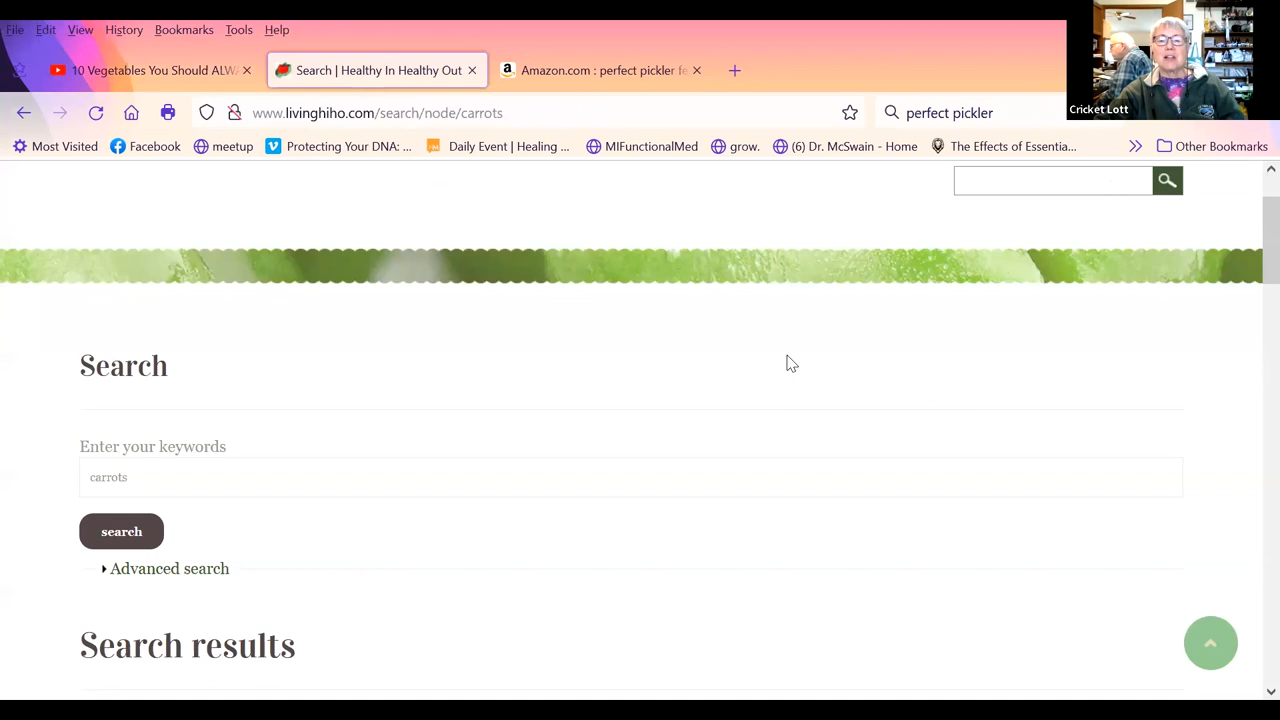 File Edit View History Bookmarks Tools Help
10 Vegetables You Should ALWA
Search | Healthy In Healthy Out
Amazon.com : perfect pickler fe
www.livinghiho.com/search/node/carrots
perfect pickler
Cricket Lott
Most Visited Facebook meetup Protecting Your DNA: ... Daily Event | Healing ... MIFunctionalMed grow. (6) Dr. McSwain - Home The Effects of Essentia... Other Bookmarks
Search
Enter your keywords
carrots
search
Advanced search
Search results